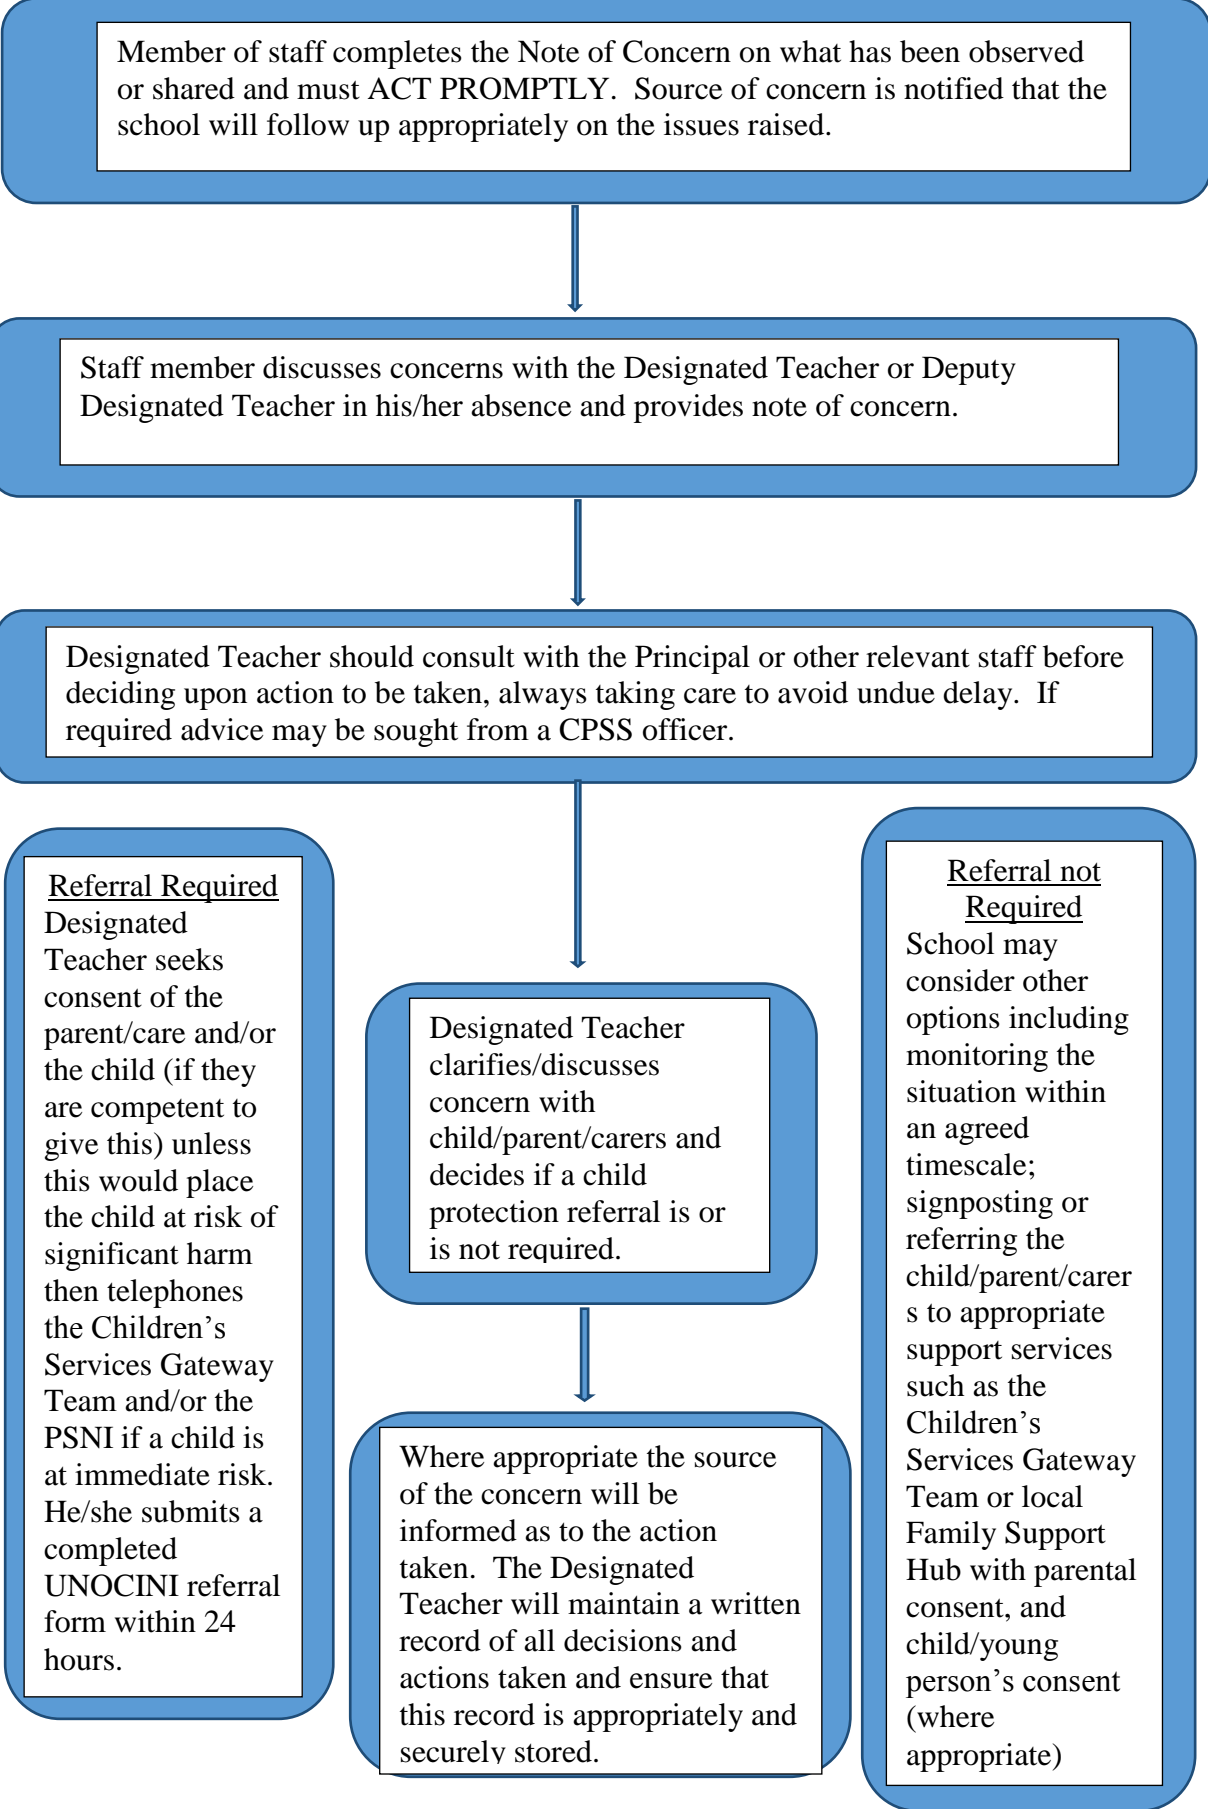 Member of staff completes the Note of Concern on what has been observed
or shared and must ACT PROMPTLY.  Source of concern is notified that the
school will follow up appropriately on the issues raised.
Staff member discusses concerns with the Designated Teacher or Deputy
Designated Teacher in his/her absence and provides note of concern.
Designated Teacher should consult with the Principal or other relevant staff before
deciding upon action to be taken, always taking care to avoid undue delay.  If
required advice may be sought from a CPSS officer.
Referral Required
Designated
Teacher seeks
consent of the
parent/care and/or
the child (if they
are competent to
give this) unless
this would place
the child at risk of
significant harm
then telephones
the Children’s
Services Gateway
Team and/or the
PSNI if a child is
at immediate risk.
He/she submits a
completed
UNOCINI referral
form within 24
hours.
Designated Teacher
clarifies/discusses
concern with
child/parent/carers and
decides if a child
protection referral is or
is not required.
Where appropriate the source
of the concern will be
informed as to the action
taken.  The Designated
Teacher will maintain a written
record of all decisions and
actions taken and ensure that
this record is appropriately and
securely stored.
Referral not
Required
School may
consider other
options including
monitoring the
situation within
an agreed
timescale;
signposting or
referring the
child/parent/carer
s to appropriate
support services
such as the
Children’s
Services Gateway
Team or local
Family Support
Hub with parental
consent, and
child/young
person’s consent
(where
appropriate)